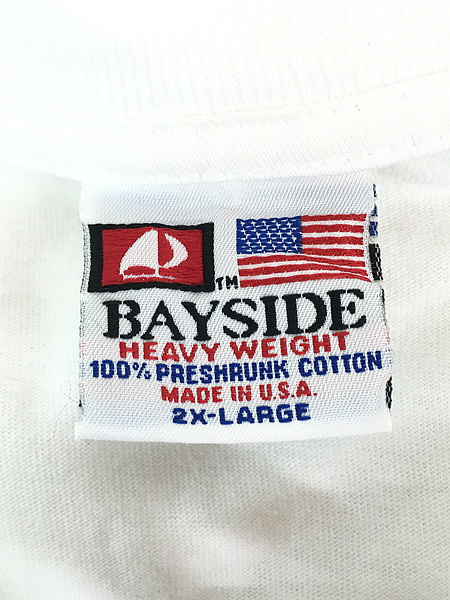 TM
BAYSIDE
HEAVY WEIGHT
100% PRESHRUNK COTTON
MADE IN U.S.A.
2X-LARGE